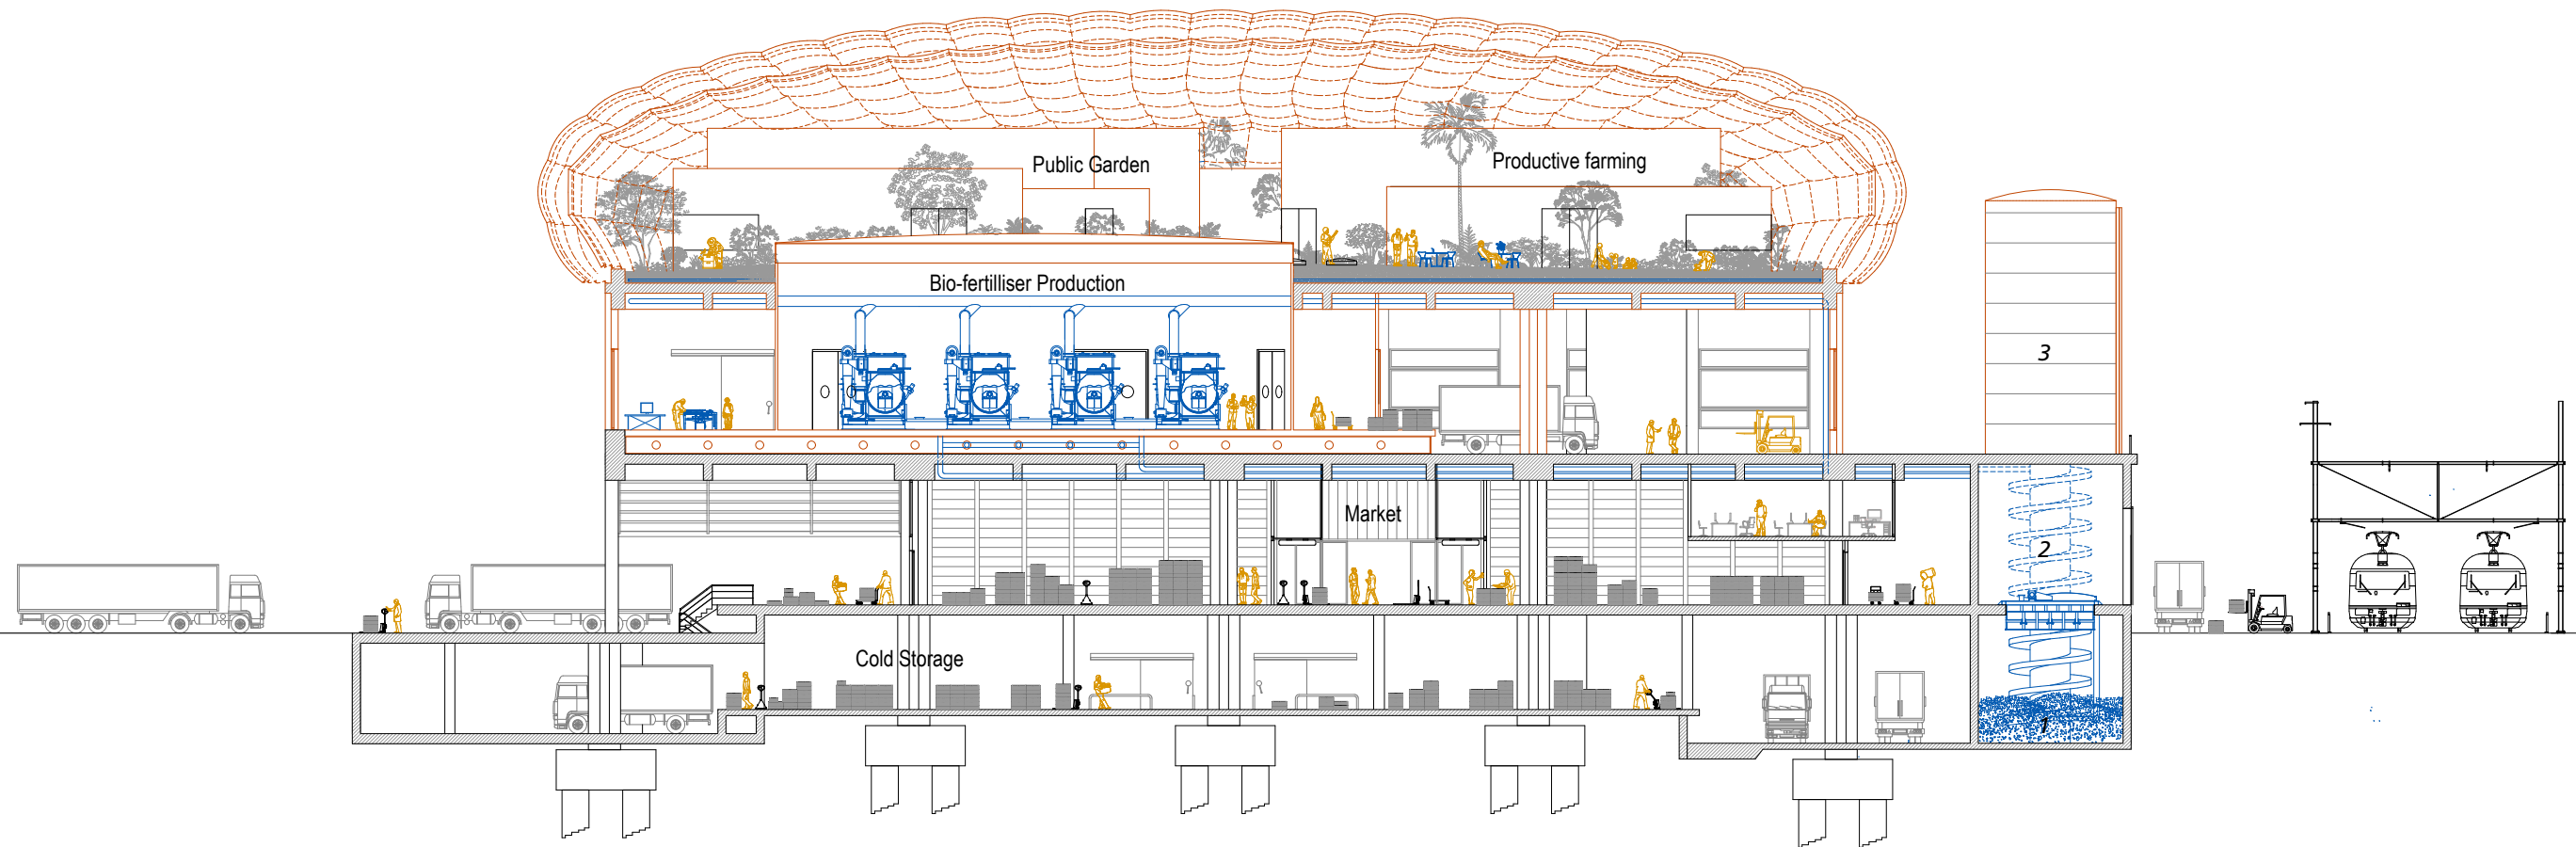 Public Garden
Productive farming
Bio-fertilliser Production
3
Market
2
Cold Storage
1